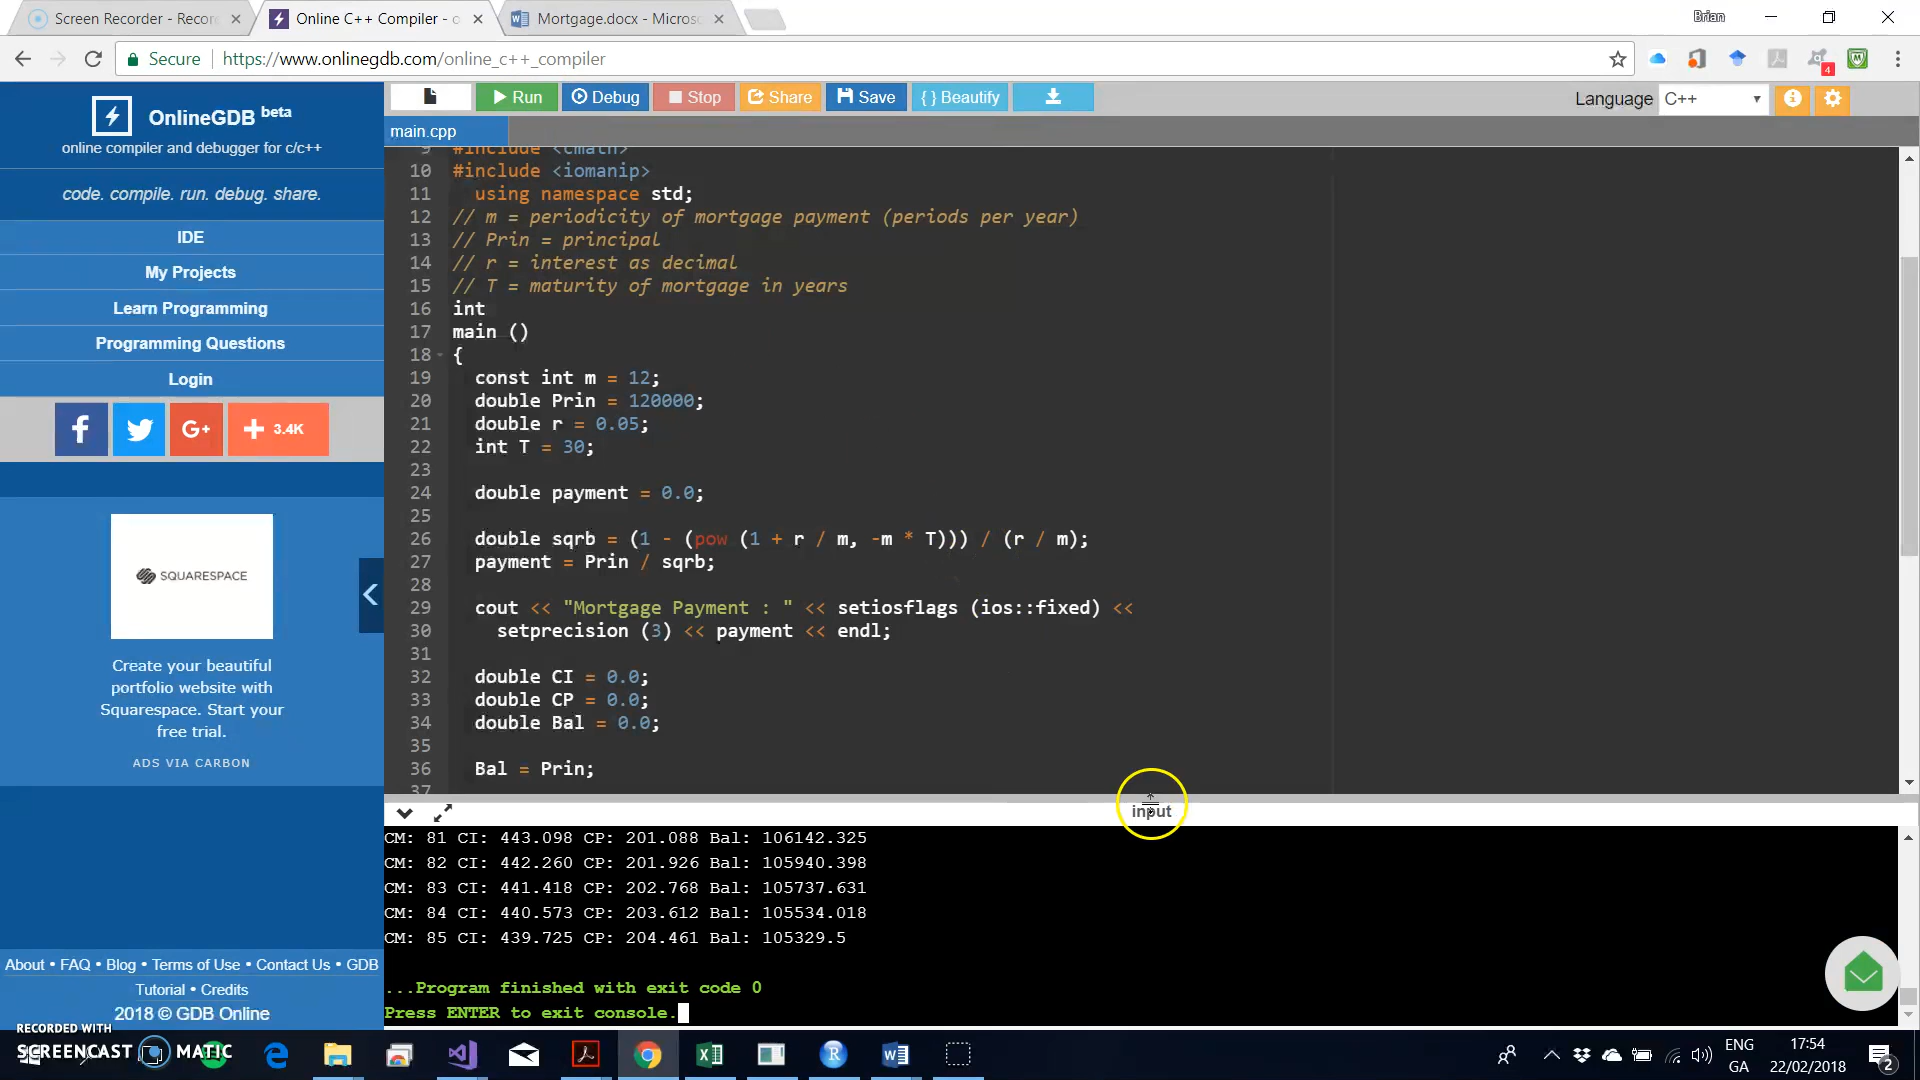 Screen Recorder - Recor
Online C++ Compiler - o
Mortgage.docx - Microsc
Brian
Secure
https://www.onlinegdb.com/online_c++_compiler
4
OnlineGDB beta
online compiler and debugger for c/c++
code. compile. run. debug. share.
IDE
My Projects
Learn Programming
Programming Questions
Login
f
G+
3.4K
SQUARESPACE
Create your beautiful
portfolio website with
Squarespace. Start your
free trial.
ADS VIA CARBON
About • FAQ • Blog • Terms of Use • Contact Us • GDB
Tutorial • Credits
2018 © GDB Online
Run
Debug
Stop
Share
Save
{ } Beautify
Language
C++
main.cpp
9 #include <cmath>
10 #include <iomanip>
11 using namespace std;
12 // m = periodicity of mortgage payment (periods per year)
13 // Prin = principal
14 // r = interest as decimal
15 // T = maturity of mortgage in years
16 int
17 main ()
18 {
19 const int m = 12;
20 double Prin = 120000;
21 double r = 0.05;
22 int T = 30;
23
24 double payment = 0.0;
25
26 double sqrb = (1 - (pow (1 + r / m, -m * T))) / (r / m);
27 payment = Prin / sqrb;
28
29 cout << "Mortgage Payment : " << setiosflags (ios::fixed) <<
30 setprecision (3) << payment << endl;
31
32 double CI = 0.0;
33 double CP = 0.0;
34 double Bal = 0.0;
35
36 Bal = Prin;
37
input
CM: 81 CI: 443.098 CP: 201.088 Bal: 106142.325
CM: 82 CI: 442.260 CP: 201.926 Bal: 105940.398
CM: 83 CI: 441.418 CP: 202.768 Bal: 105737.631
CM: 84 CI: 440.573 CP: 203.612 Bal: 105534.018
CM: 85 CI: 439.725 CP: 204.461 Bal: 105329.5
...Program finished with exit code 0
Press ENTER to exit console.
RECORDED WITH
SCREENCAST MATIC
ENG
GA
17:54
22/02/2018
2